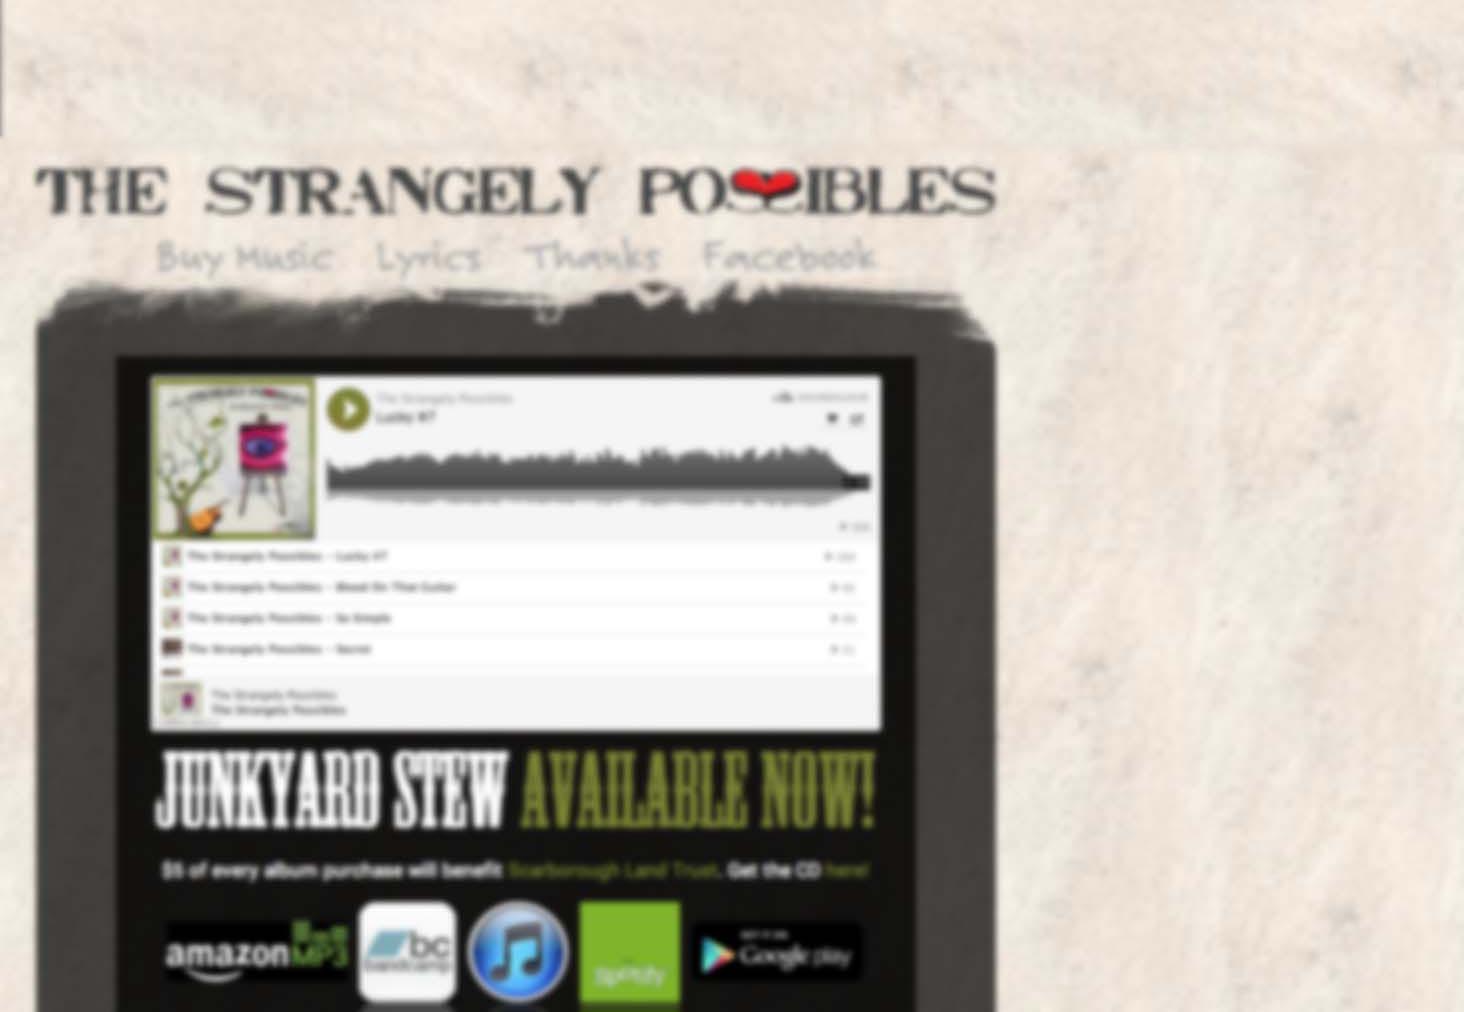 THE STRANGELY POSSIBLES
Buy Music Lyrics Thanks Facebook
The Strangely Possibles
Lucky #7
The Strangely Possibles - Lucky #7
The Strangely Possibles - Blood On That Guitar
The Strangely Possibles - So Simple
The Strangely Possibles - Secret
The Strangely Possibles
The Strangely Possibles
JUNKYARD STEW AVAILABLE NOW!
$5 of every album purchase will benefit Scarborough Land Trust. Get the CD here!
amazon MP3
bc
bandcamp
Spotify
GET IT ON
Google play